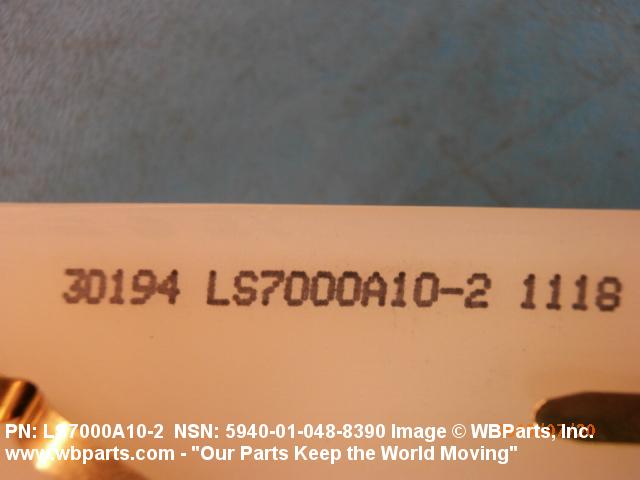 30194 LS7000A10-2 1118
PN: LS7000A10-2 NSN: 5940-01-048-8390 Image © WBParts, Inc.
www.wbparts.com - "Our Parts Keep the World Moving"